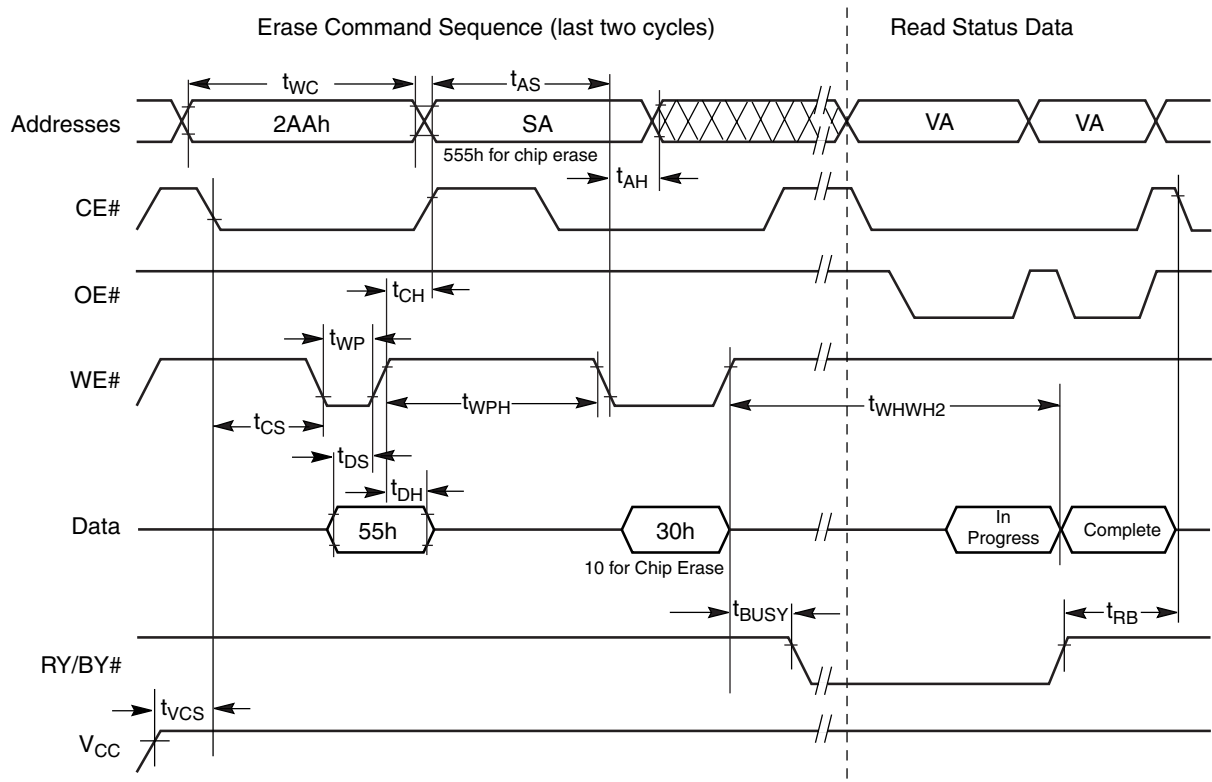 Erase Command Sequence (last two cycles)
Read Status Data
tWC
tAS
Addresses
2AAh
SA
VA
VA
555h for chip erase
tAH
CE#
OE#
tCH
tWP
WE#
tWPH
tWHWH2
tCS
tDS
tDH
Data
55h
30h
In
Progress
Complete
10 for Chip Erase
tBUSY
tRB
RY/BY#
tVCS
VCC